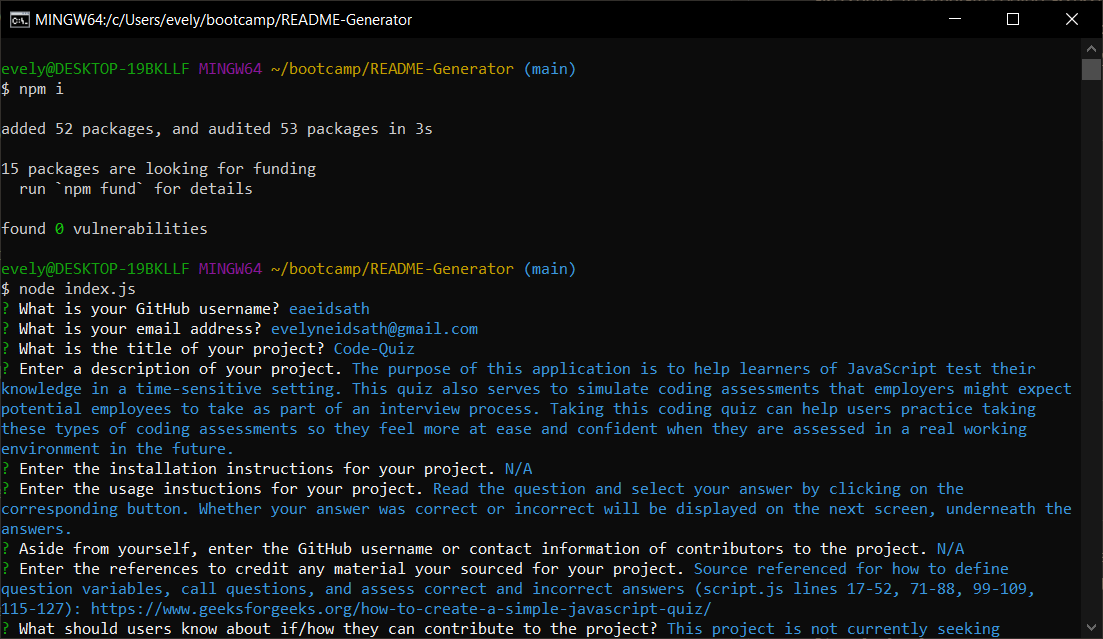 MINGW64:/c/Users/evely/bootcamp/README-Generator
evely@DESKTOP-19BKLLF MINGW64 ~/bootcamp/README-Generator (main)
$ npm i
added 52 packages, and audited 53 packages in 3s
15 packages are looking for funding
  run `npm fund` for details
found 0 vulnerabilities
evely@DESKTOP-19BKLLF MINGW64 ~/bootcamp/README-Generator (main)
$ node index.js
? What is your GitHub username? eaeidsath
? What is your email address? evelyneidsath@gmail.com
? What is the title of your project? Code-Quiz
? Enter a description of your project. The purpose of this application is to help learners of JavaScript test their
knowledge in a time-sensitive setting. This quiz also serves to simulate coding assessments that employers might expect
potential employees to take as part of an interview process. Taking this coding quiz can help users practice taking
these types of coding assessments so they feel more at ease and confident when they are assessed in a real working
environment in the future.
? Enter the installation instructions for your project. N/A
? Enter the usage instuctions for your project. Read the question and select your answer by clicking on the
corresponding button. Whether your answer was correct or incorrect will be displayed on the next screen, underneath the
answers.
? Aside from yourself, enter the GitHub username or contact information of contributors to the project. N/A
? Enter the references to credit any material your sourced for your project. Source referenced for how to define
question variables, call questions, and assess correct and incorrect answers (script.js lines 17-52, 71-88, 99-109,
115-127): https://www.geeksforgeeks.org/how-to-create-a-simple-javascript-quiz/
? What should users know about if/how they can contribute to the project? This project is not currently seeking